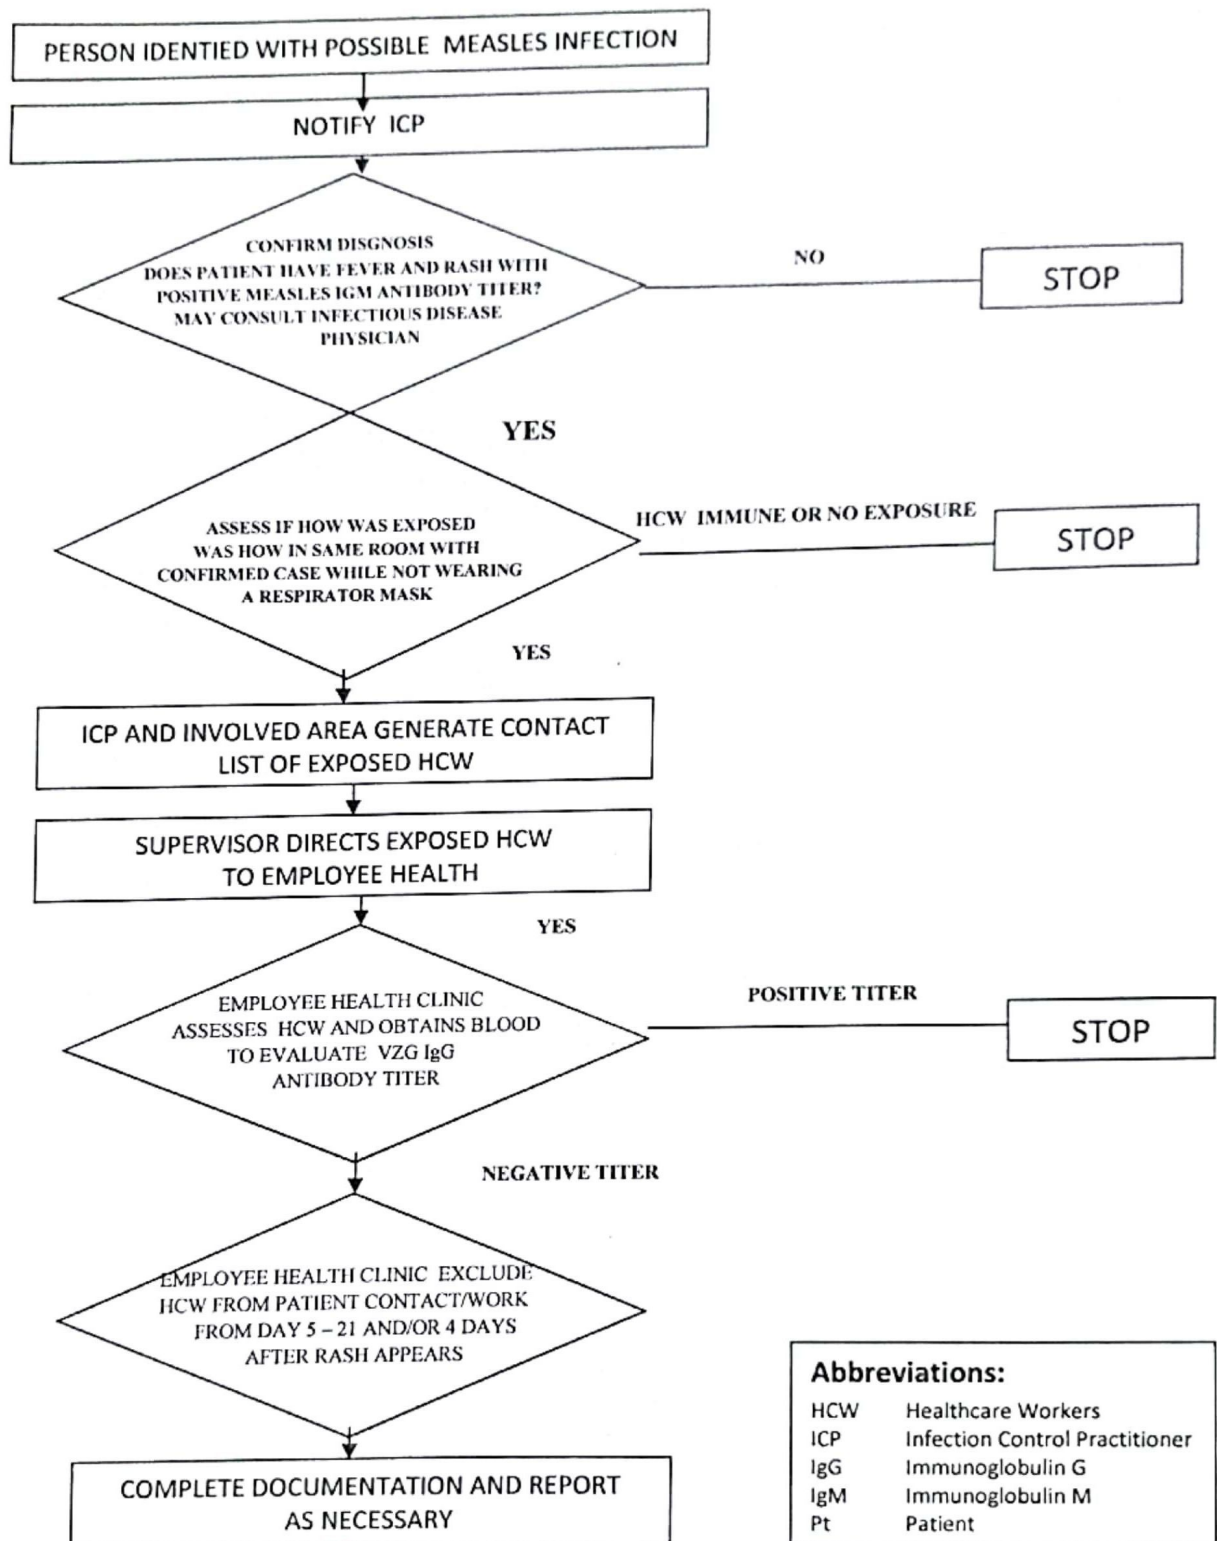 PERSON IDENTIED WITH POSSIBLE MEASLES INFECTION
NOTIFY ICP
CONFIRM DISGNOSIS
DOES PATIENT HAVE FEVER AND RASH WITH
POSITIVE MEASLES IGM ANTIBODY TITER?
MAY CONSULT INFECTIOUS DISEASE
PHYSICIAN
NO
STOP
YES
ASSESS IF HOW WAS EXPOSED
WAS HOW IN SAME ROOM WITH
CONFIRMED CASE WHILE NOT WEARING
A RESPIRATOR MASK
HCW IMMUNE OR NO EXPOSURE
STOP
YES
ICP AND INVOLVED AREA GENERATE CONTACT
LIST OF EXPOSED HCW
SUPERVISOR DIRECTS EXPOSED HCW
TO EMPLOYEE HEALTH
YES
EMPLOYEE HEALTH CLINIC
ASSESSES HCW AND OBTAINS BLOOD
TO EVALUATE VZG IgG
ANTIBODY TITER
POSITIVE TITER
STOP
NEGATIVE TITER
EMPLOYEE HEALTH CLINIC EXCLUDE
HCW FROM PATIENT CONTACT/WORK
FROM DAY 5 – 21 AND/OR 4 DAYS
AFTER RASH APPEARS
COMPLETE DOCUMENTATION AND REPORT
AS NECESSARY
Abbreviations:
HCW Healthcare Workers
ICP Infection Control Practitioner
IgG Immunoglobulin G
IgM Immunoglobulin M
Pt Patient